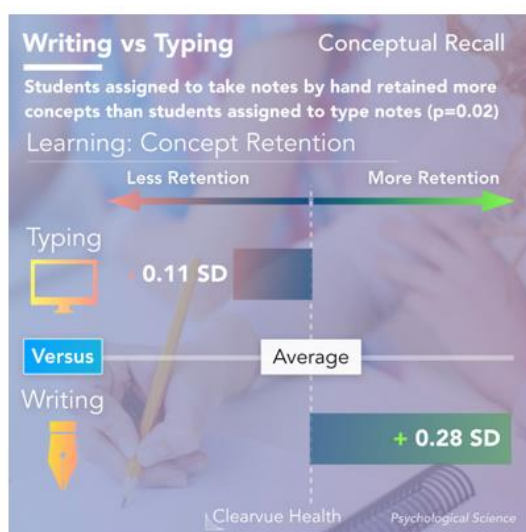 Writing vs Typing
Conceptual Recall
Students assigned to take notes by hand retained more
concepts than students assigned to type notes (p=0.02)
Learning: Concept Retention
Less Retention
More Retention
Typing
- 0.11 SD
Versus
Average
Writing
+ 0.28 SD
Clearvue Health
Psychological Science